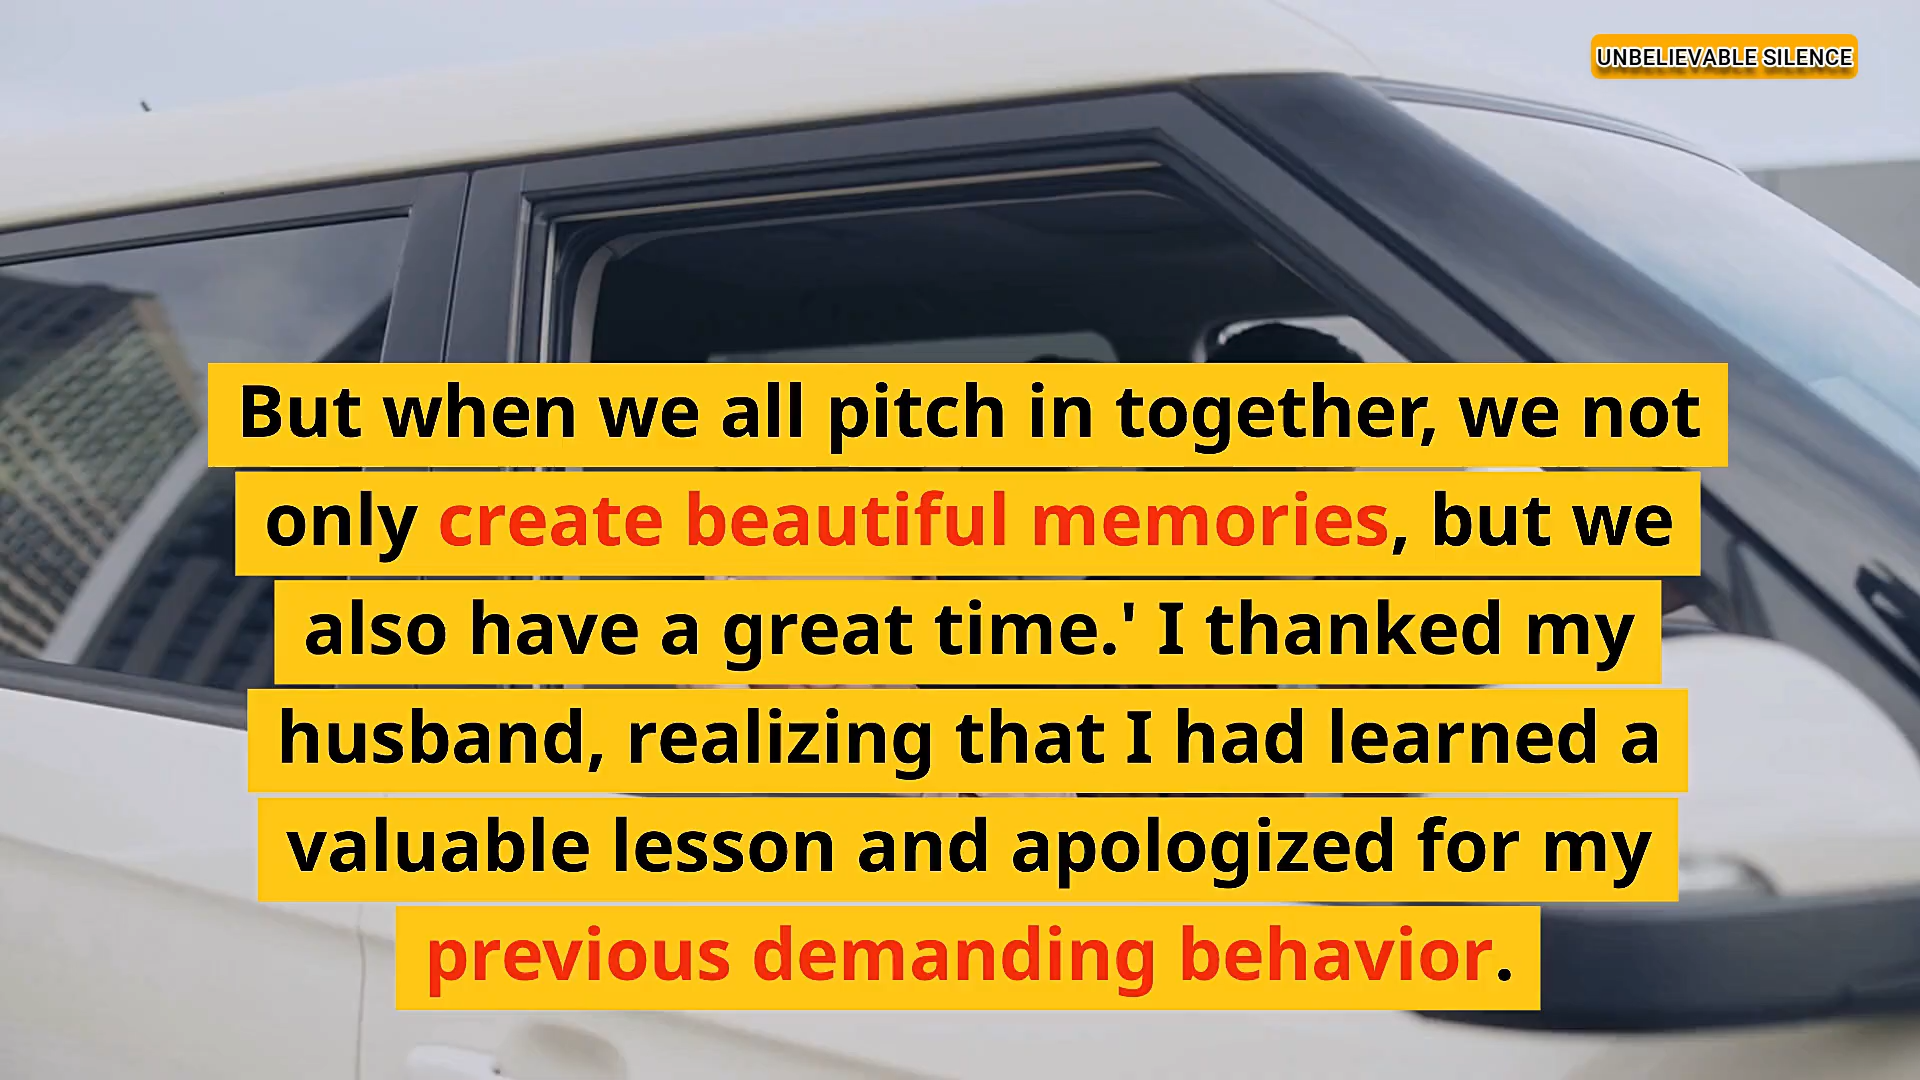 UNBELIEVABLE SILENCE
But when we all pitch in together, we not
only create beautiful memories, but we
also have a great time.' I thanked my
husband, realizing that I had learned a
valuable lesson and apologized for my
previous demanding behavior.